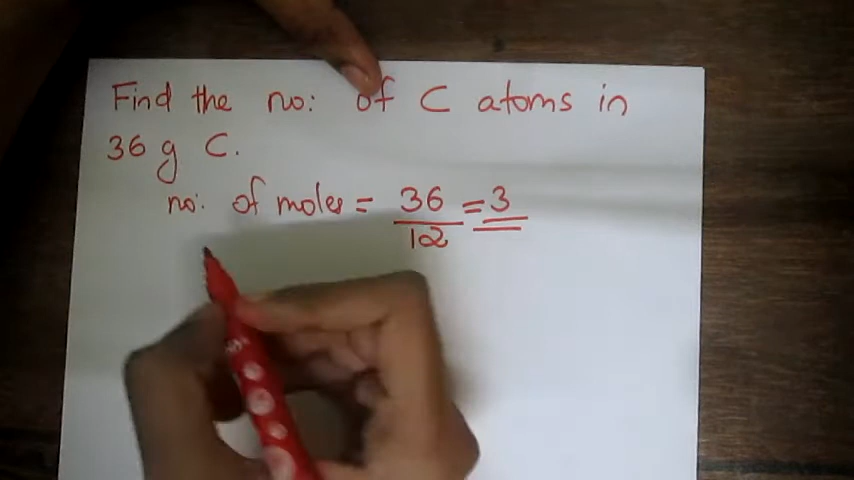 Find the no: of C atoms in
36 g C.
no: of moles = 36/12 = 3